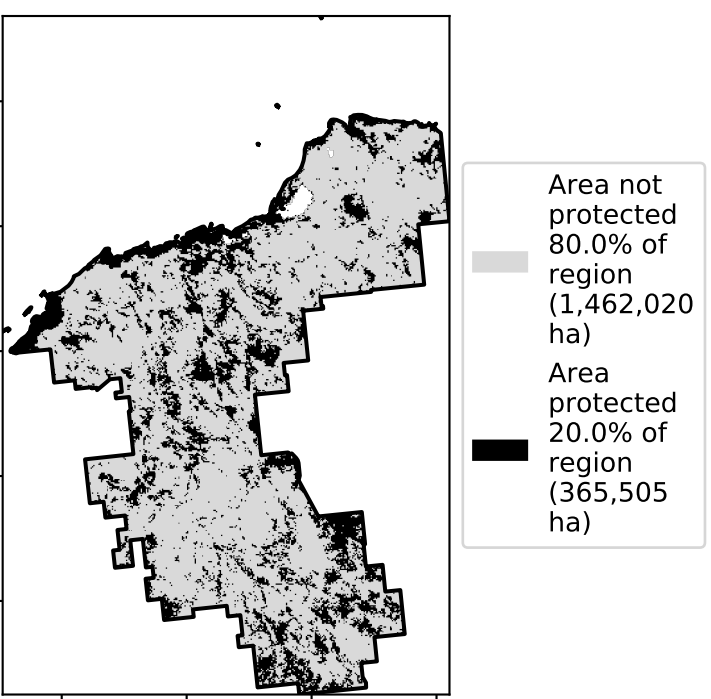 Area not
protected
80.0% of
region
(1,462,020
ha)
Area
protected
20.0% of
region
(365,505
ha)